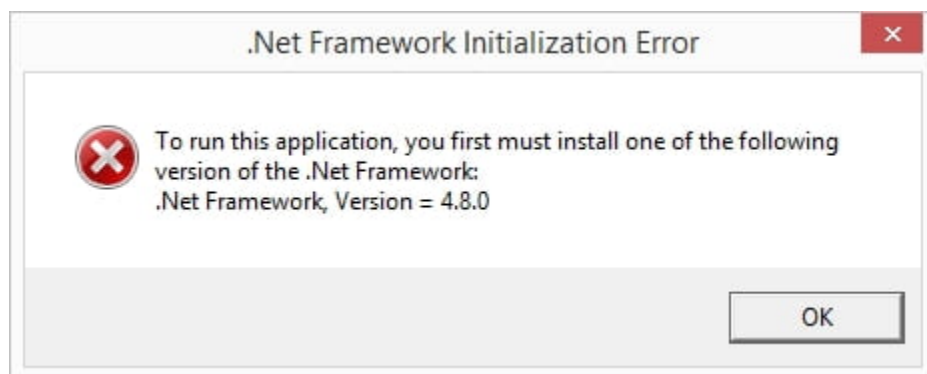 .Net Framework Initialization Error
To run this application, you first must install one of the following
version of the .Net Framework:
.Net Framework, Version = 4.8.0
OK